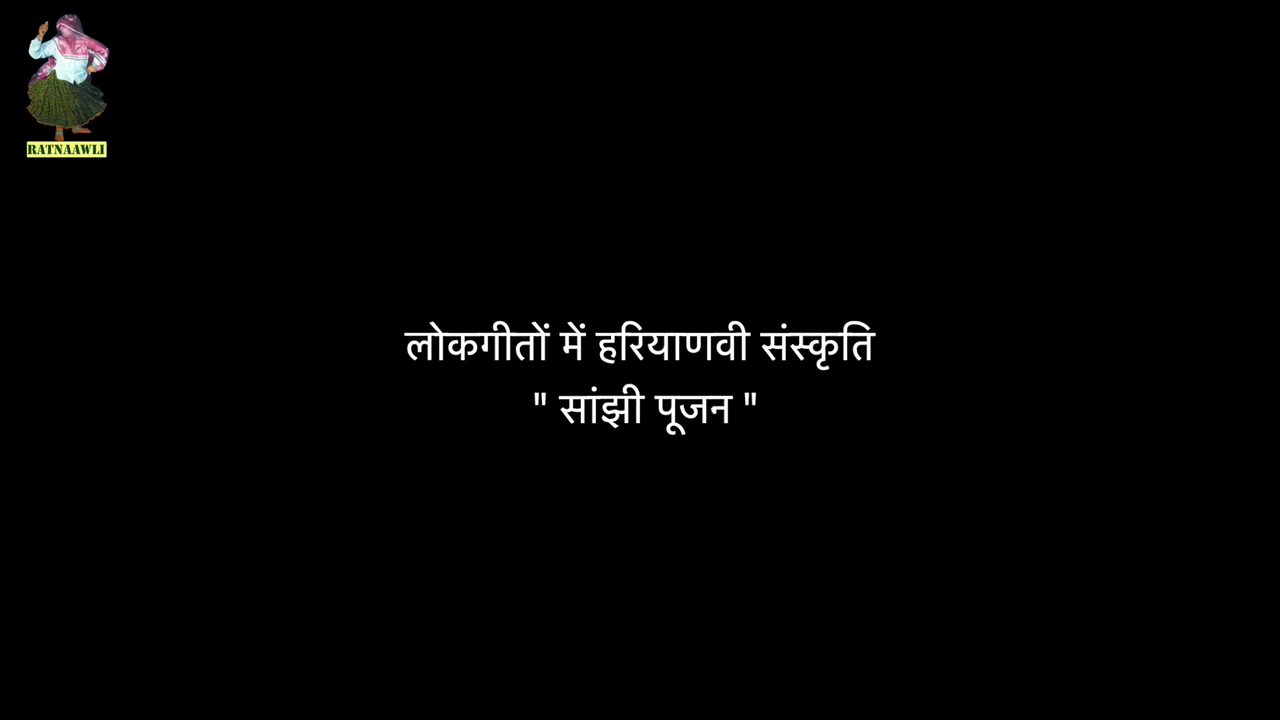 RATNAAWLI
लोकगीतों में हरियाणवी संस्कृति
" सांझी पूजन "